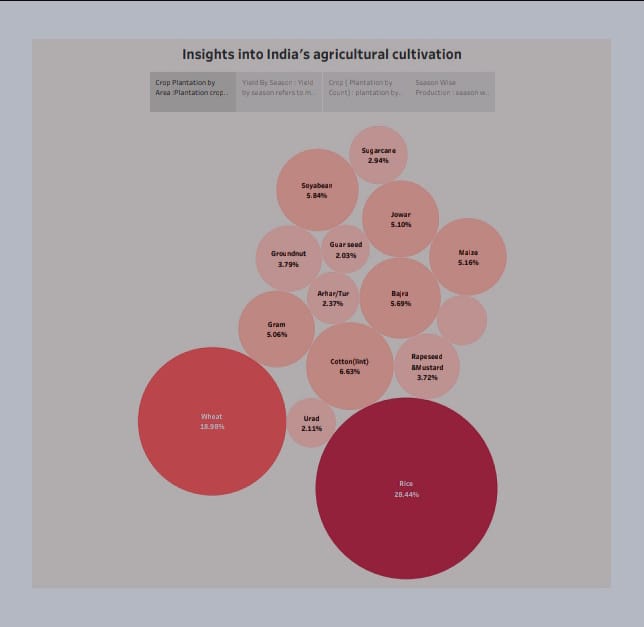 Insights into India's agricultural cultivation
Crop Plantation by
Area :Plantation crop..
Yield By Season : Yield
by season refers to m..
Crop ( Plantation by
Count) : plantation by..
Season Wise
Production : season w..
Sugarcane
2.94%
Soyabean
5.84%
Jowar
5.10%
Guar seed
2.03%
Groundnut
3.79%
Maize
5.16%
Arhar/Tur
2.37%
Bajra
5.69%
Gram
5.06%
Cotton(lint)
6.63%
Rapeseed
&Mustard
3.72%
Wheat
18.98%
Urad
2.11%
Rice
28.44%